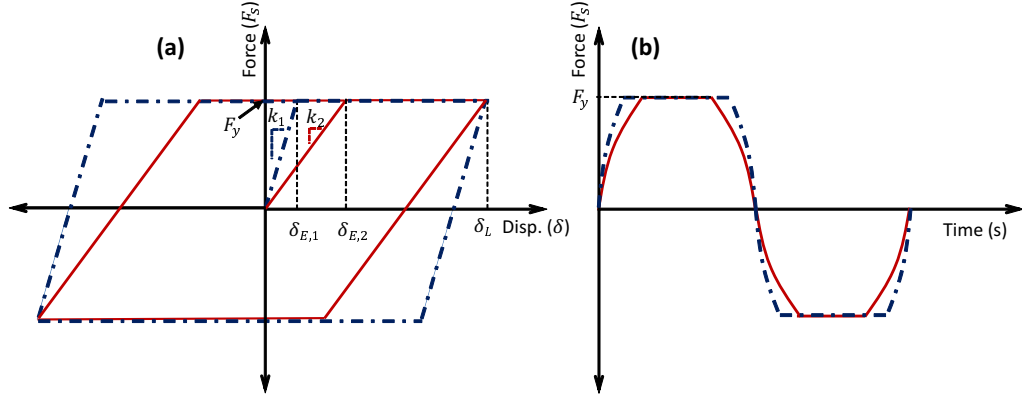 (a)
Force (F_S)
F_y
k_1
k_2
δ_{E,1}
δ_{E,2}
δ_L
Disp. (δ)
(b)
Force (F_S)
F_y
Time (s)